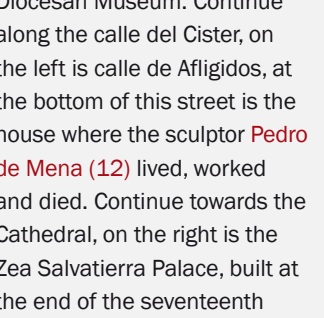 Diocesan Museum. Continue
along the calle del Cister, on
the left is calle de Afligidos, at
the bottom of this street is the
house where the sculptor Pedro
de Mena (12) lived, worked
and died. Continue towards the
Cathedral, on the right is the
Zea Salvatierra Palace, built at
the end of the seventeenth